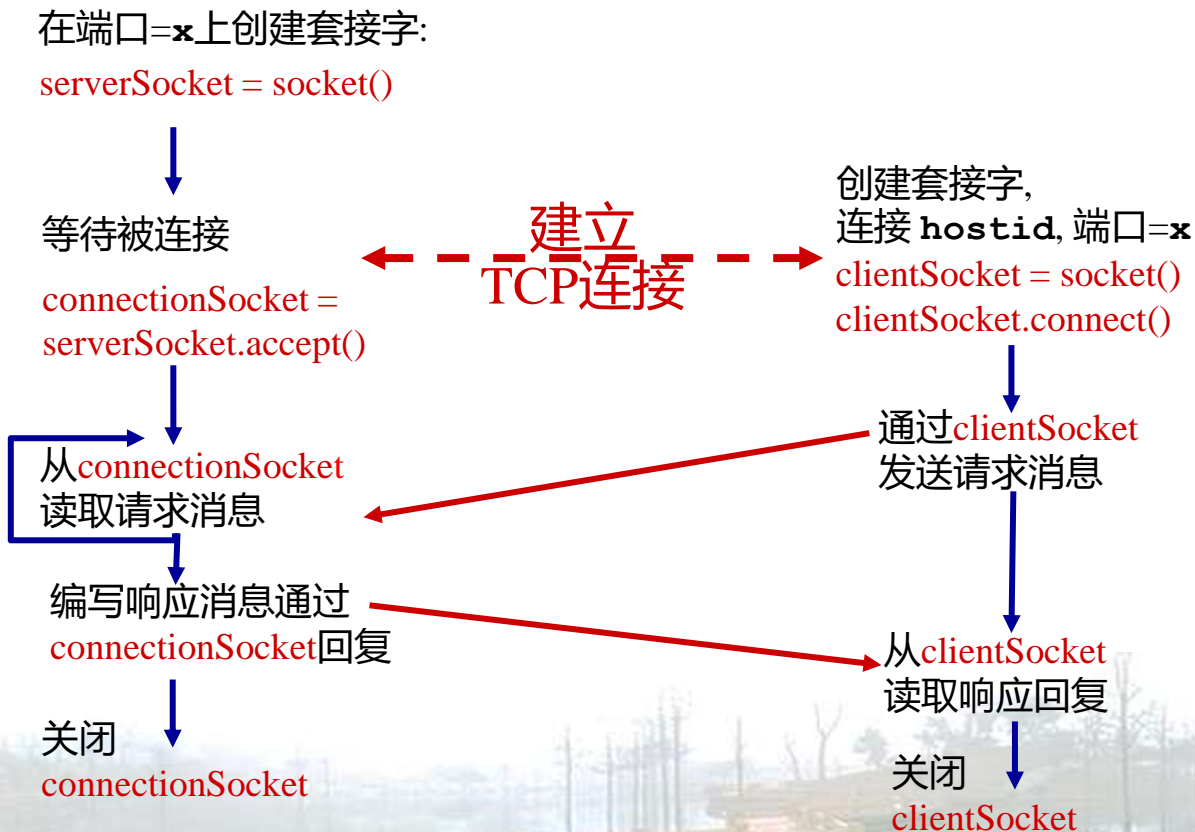 在端口=x上创建套接字:
serverSocket = socket()
等待被连接
connectionSocket =
serverSocket.accept()
从connectionSocket
读取请求消息
编写响应消息通过
connectionSocket回复
关闭
connectionSocket
建立
TCP连接
创建套接字,
连接 hostid, 端口=x
clientSocket = socket()
clientSocket.connect()
通过clientSocket
发送请求消息
从clientSocket
读取响应回复
关闭
clientSocket